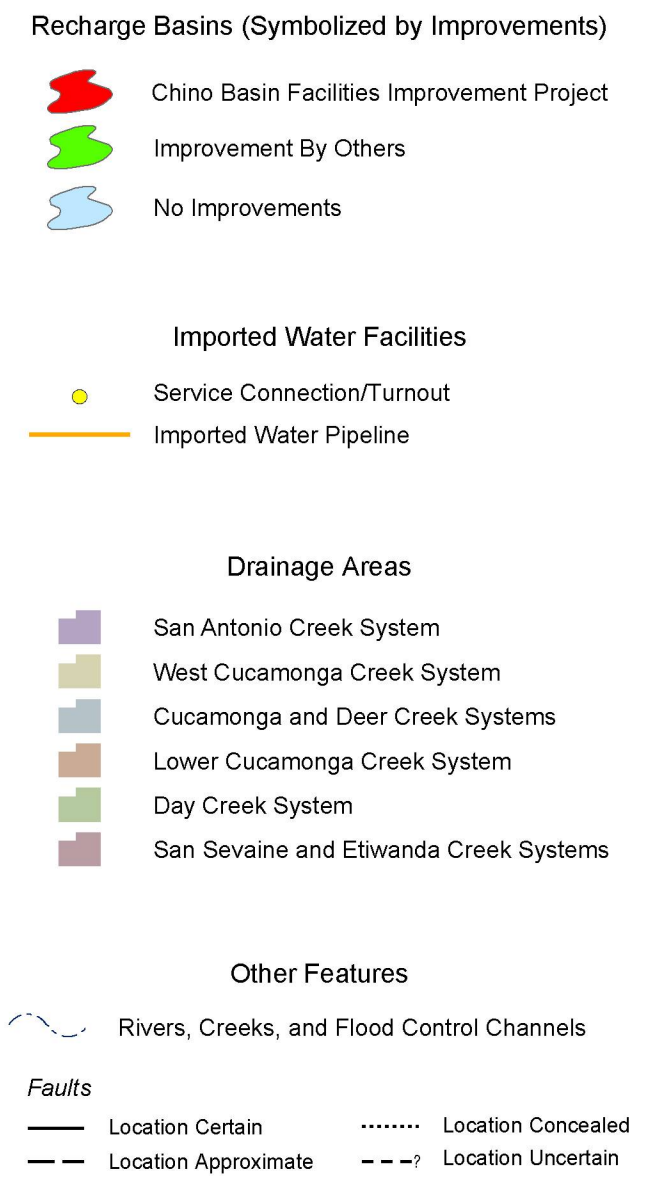 Recharge Basins (Symbolized by Improvements)
Chino Basin Facilities Improvement Project
Improvement By Others
No Improvements
Imported Water Facilities
Service Connection/Turnout
Imported Water Pipeline
Drainage Areas
San Antonio Creek System
West Cucamonga Creek System
Cucamonga and Deer Creek Systems
Lower Cucamonga Creek System
Day Creek System
San Sevaine and Etiwanda Creek Systems
Other Features
Rivers, Creeks, and Flood Control Channels
Faults
Location Certain
Location Concealed
Location Approximate
? Location Uncertain